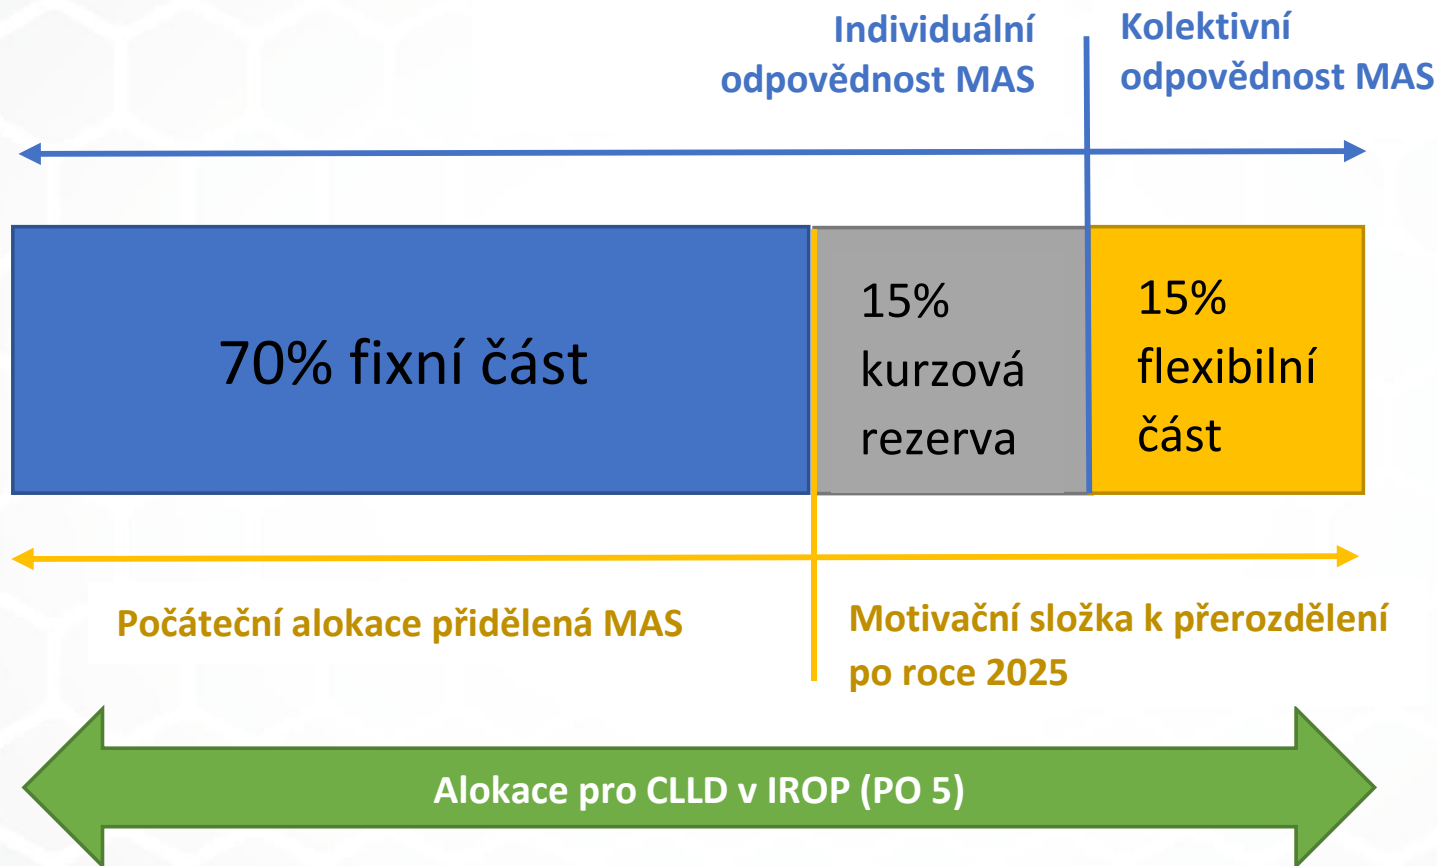 Individuální
odpovědnost MAS
Kolektivní
odpovědnost MAS
70% fixní část
15%
kurzová
rezerva
15%
flexibilní
část
Počáteční alokace přidělená MAS
Motivační složka k přerozdělení
po roce 2025
Alokace pro CLLD v IROP (PO 5)